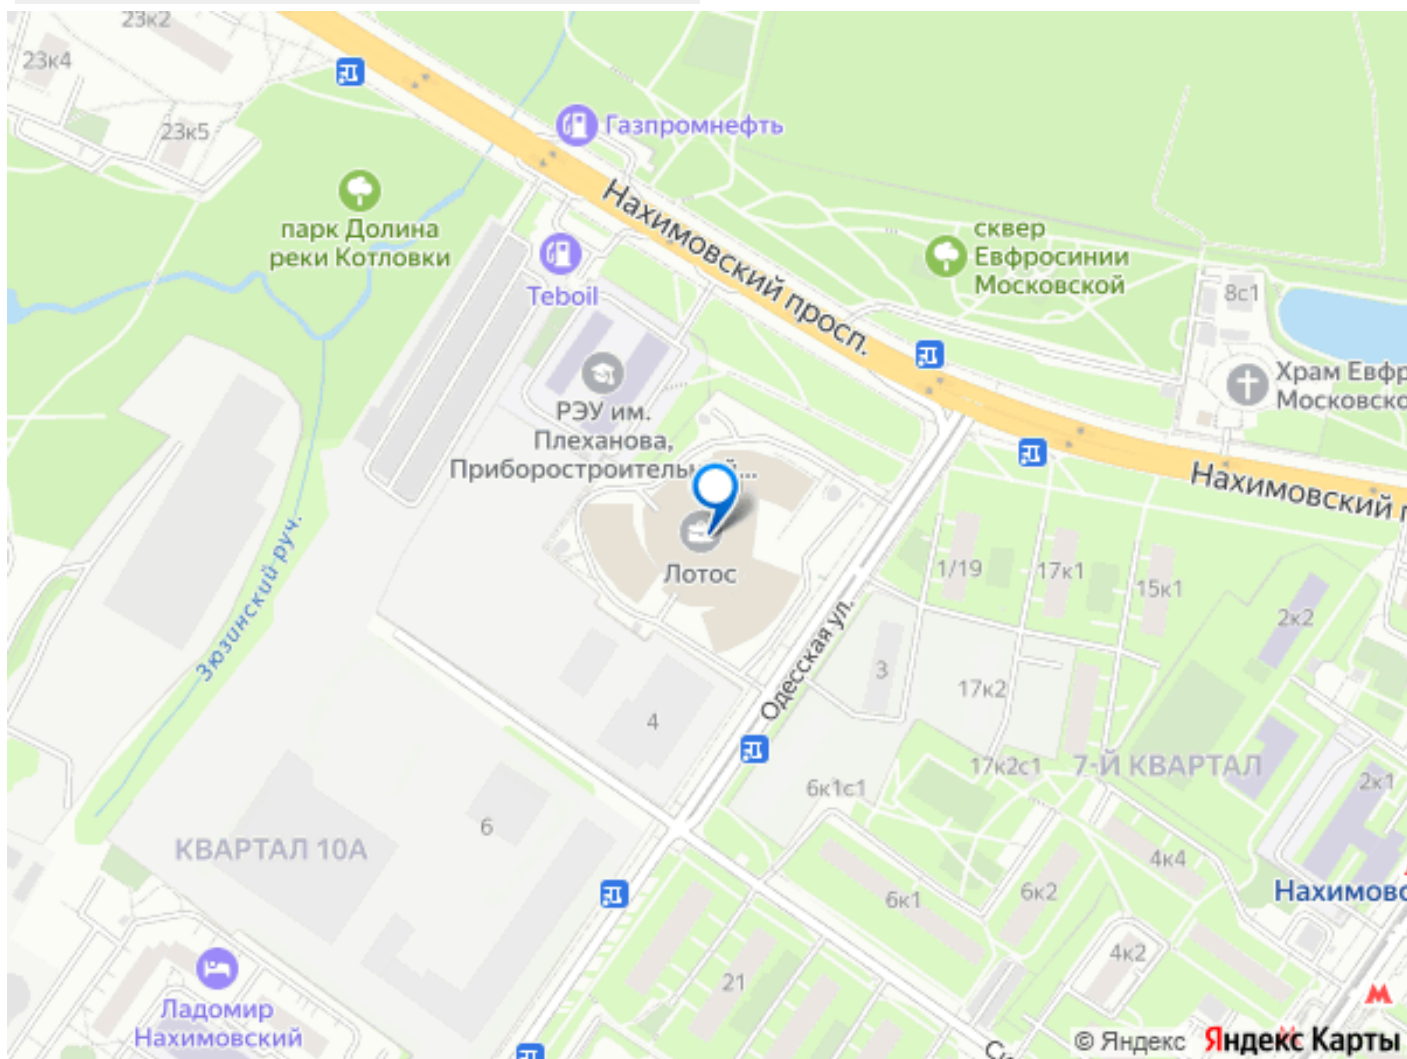 23к2
23к4
23к5
Газпромнефть
парк Долина
реки Котловки
Teboil
Нахимовский просп.
сквер
Евфросинии
Московской
8с1
Храм Евфр
Московско
РЭУ им.
Плеханова,
Приборостроительный...
Нахимовский п
Лотос
1/19
17к1
15к1
2к2
Зюзинский руч.
Одесская ул.
3
17к2
4
17к2с1
7-Й КВАРТАЛ
6к1с1
2к1
6
КВАРТАЛ 10А
4к4
Нахимовс
6к1
6к2
4к2
21
Ладомир
Нахимовский
© Яндекс Яндекс Карты